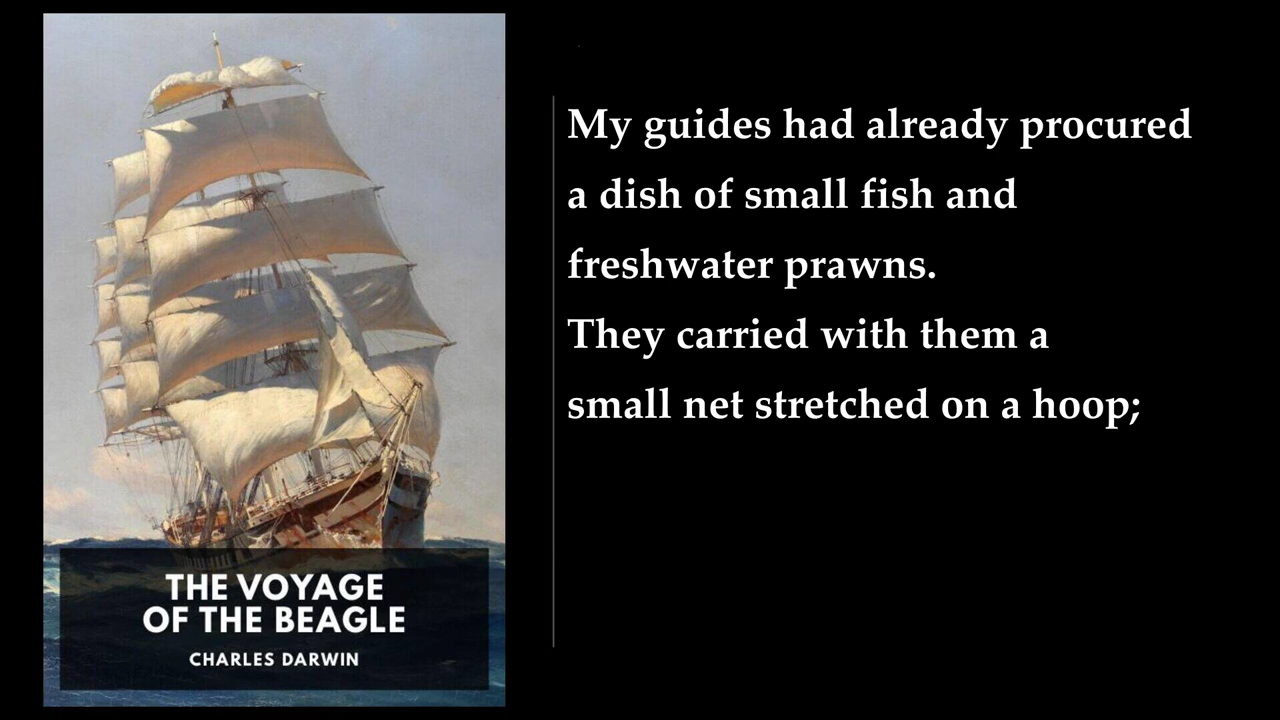 THE VOYAGE
OF THE BEAGLE
CHARLES DARWIN
My guides had already procured
a dish of small fish and
freshwater prawns.
They carried with them a
small net stretched on a hoop;